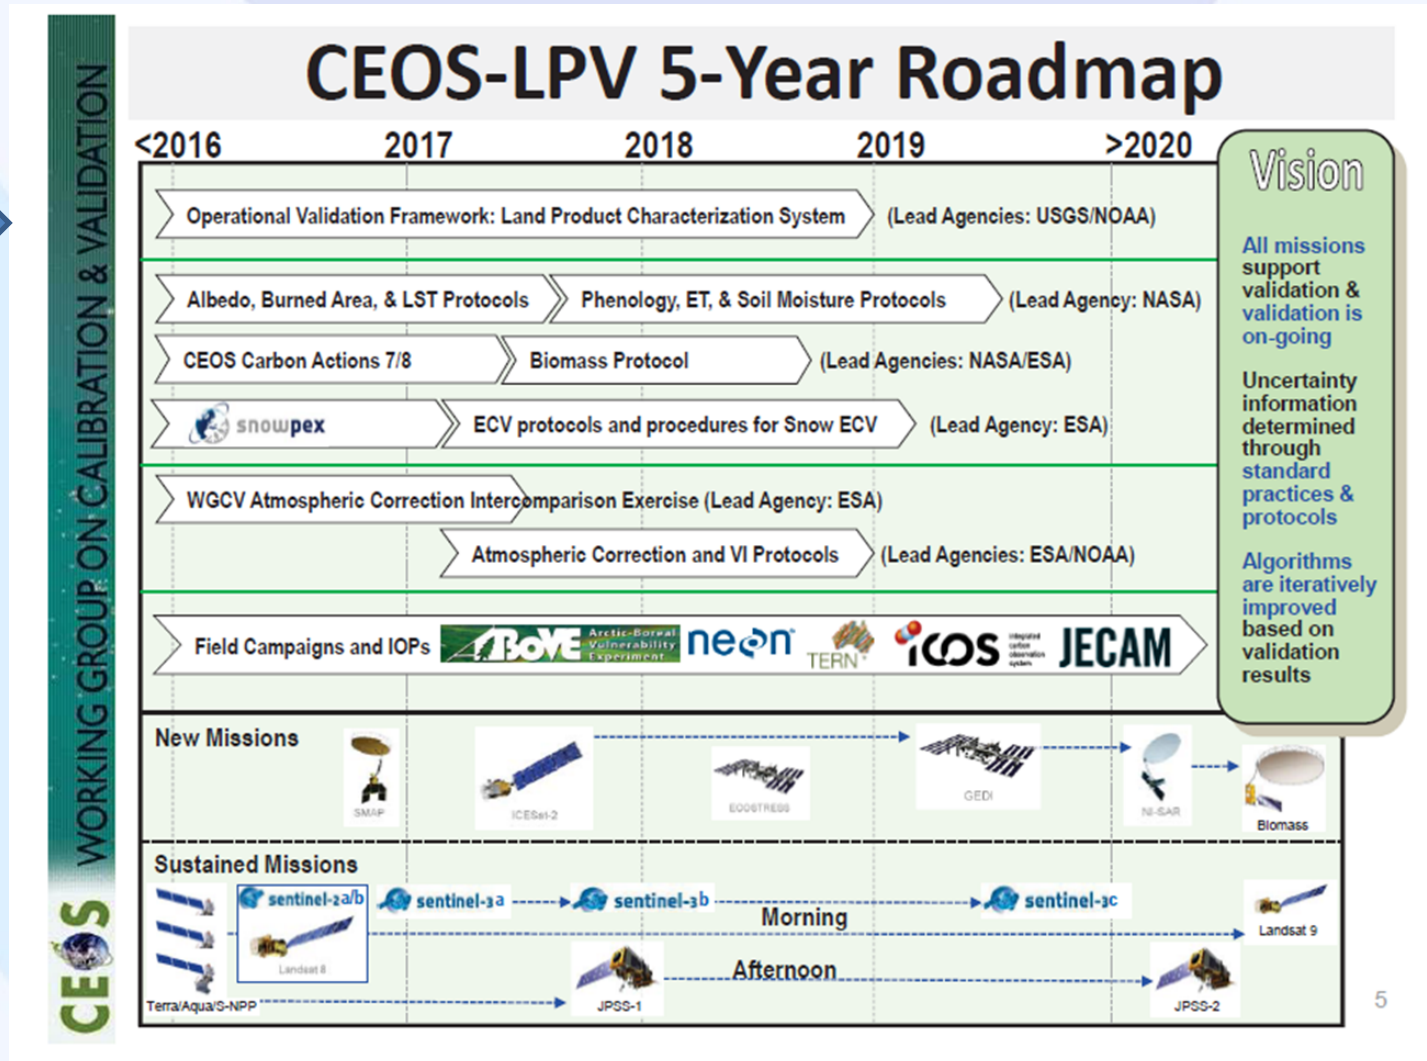 CEOS-LPV 5-Year Roadmap
CEOS WORKING GROUP ON CALIBRATION & VALIDATION
<2016 2017 2018 2019 >2020
Operational Validation Framework: Land Product Characterization System (Lead Agencies: USGS/NOAA)
Albedo, Burned Area, & LST Protocols Phenology, ET, & Soil Moisture Protocols (Lead Agency: NASA)
CEOS Carbon Actions 7/8 Biomass Protocol (Lead Agencies: NASA/ESA)
snowpex ECV protocols and procedures for Snow ECV (Lead Agency: ESA)
WGCV Atmospheric Correction Intercomparison Exercise (Lead Agency: ESA)
Atmospheric Correction and VI Protocols (Lead Agencies: ESA/NOAA)
Field Campaigns and IOPs ABoVE Arctic-Boreal Vulnerability Experiment neon TERN ICOS integrated carbon observation system JECAM
Vision
All missions
support
validation &
validation is
on-going
Uncertainty
information
determined
through
standard
practices &
protocols
Algorithms
are iteratively
improved
based on
validation
results
New Missions
SMAP
ICESat-2
ECOSTRESS
GEDI
NI-SAR
Biomass
Sustained Missions
sentinel-2a/b sentinel-3a sentinel-3b sentinel-3c
Morning
Landsat 8
Landsat 9
Afternoon
Terra/Aqua/S-NPP
JPSS-1
JPSS-2
5